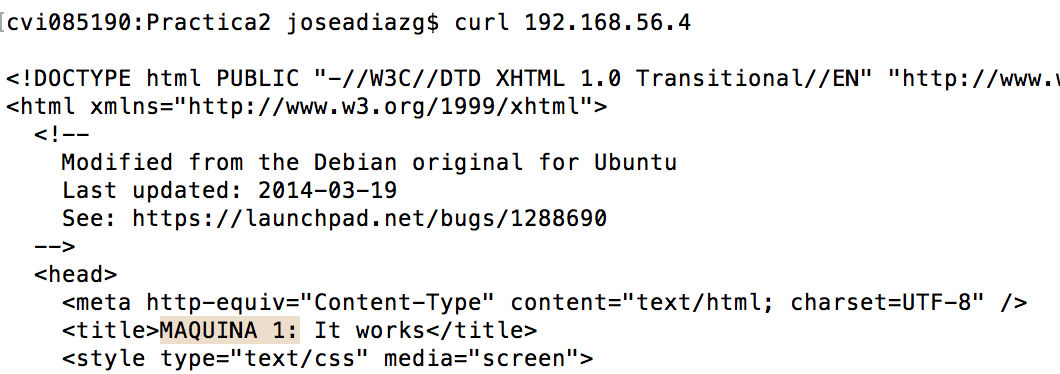 [cvi085190:Practica2 joseadiazg$ curl 192.168.56.4
<!DOCTYPE html PUBLIC "-//W3C//DTD XHTML 1.0 Transitional//EN" "http://www.
<html xmlns="http://www.w3.org/1999/xhtml">
<!--
Modified from the Debian original for Ubuntu
Last updated: 2014-03-19
See: https://launchpad.net/bugs/1288690
-->
<head>
<meta http-equiv="Content-Type" content="text/html; charset=UTF-8" />
<title>MAQUINA 1: It works</title>
<style type="text/css" media="screen">